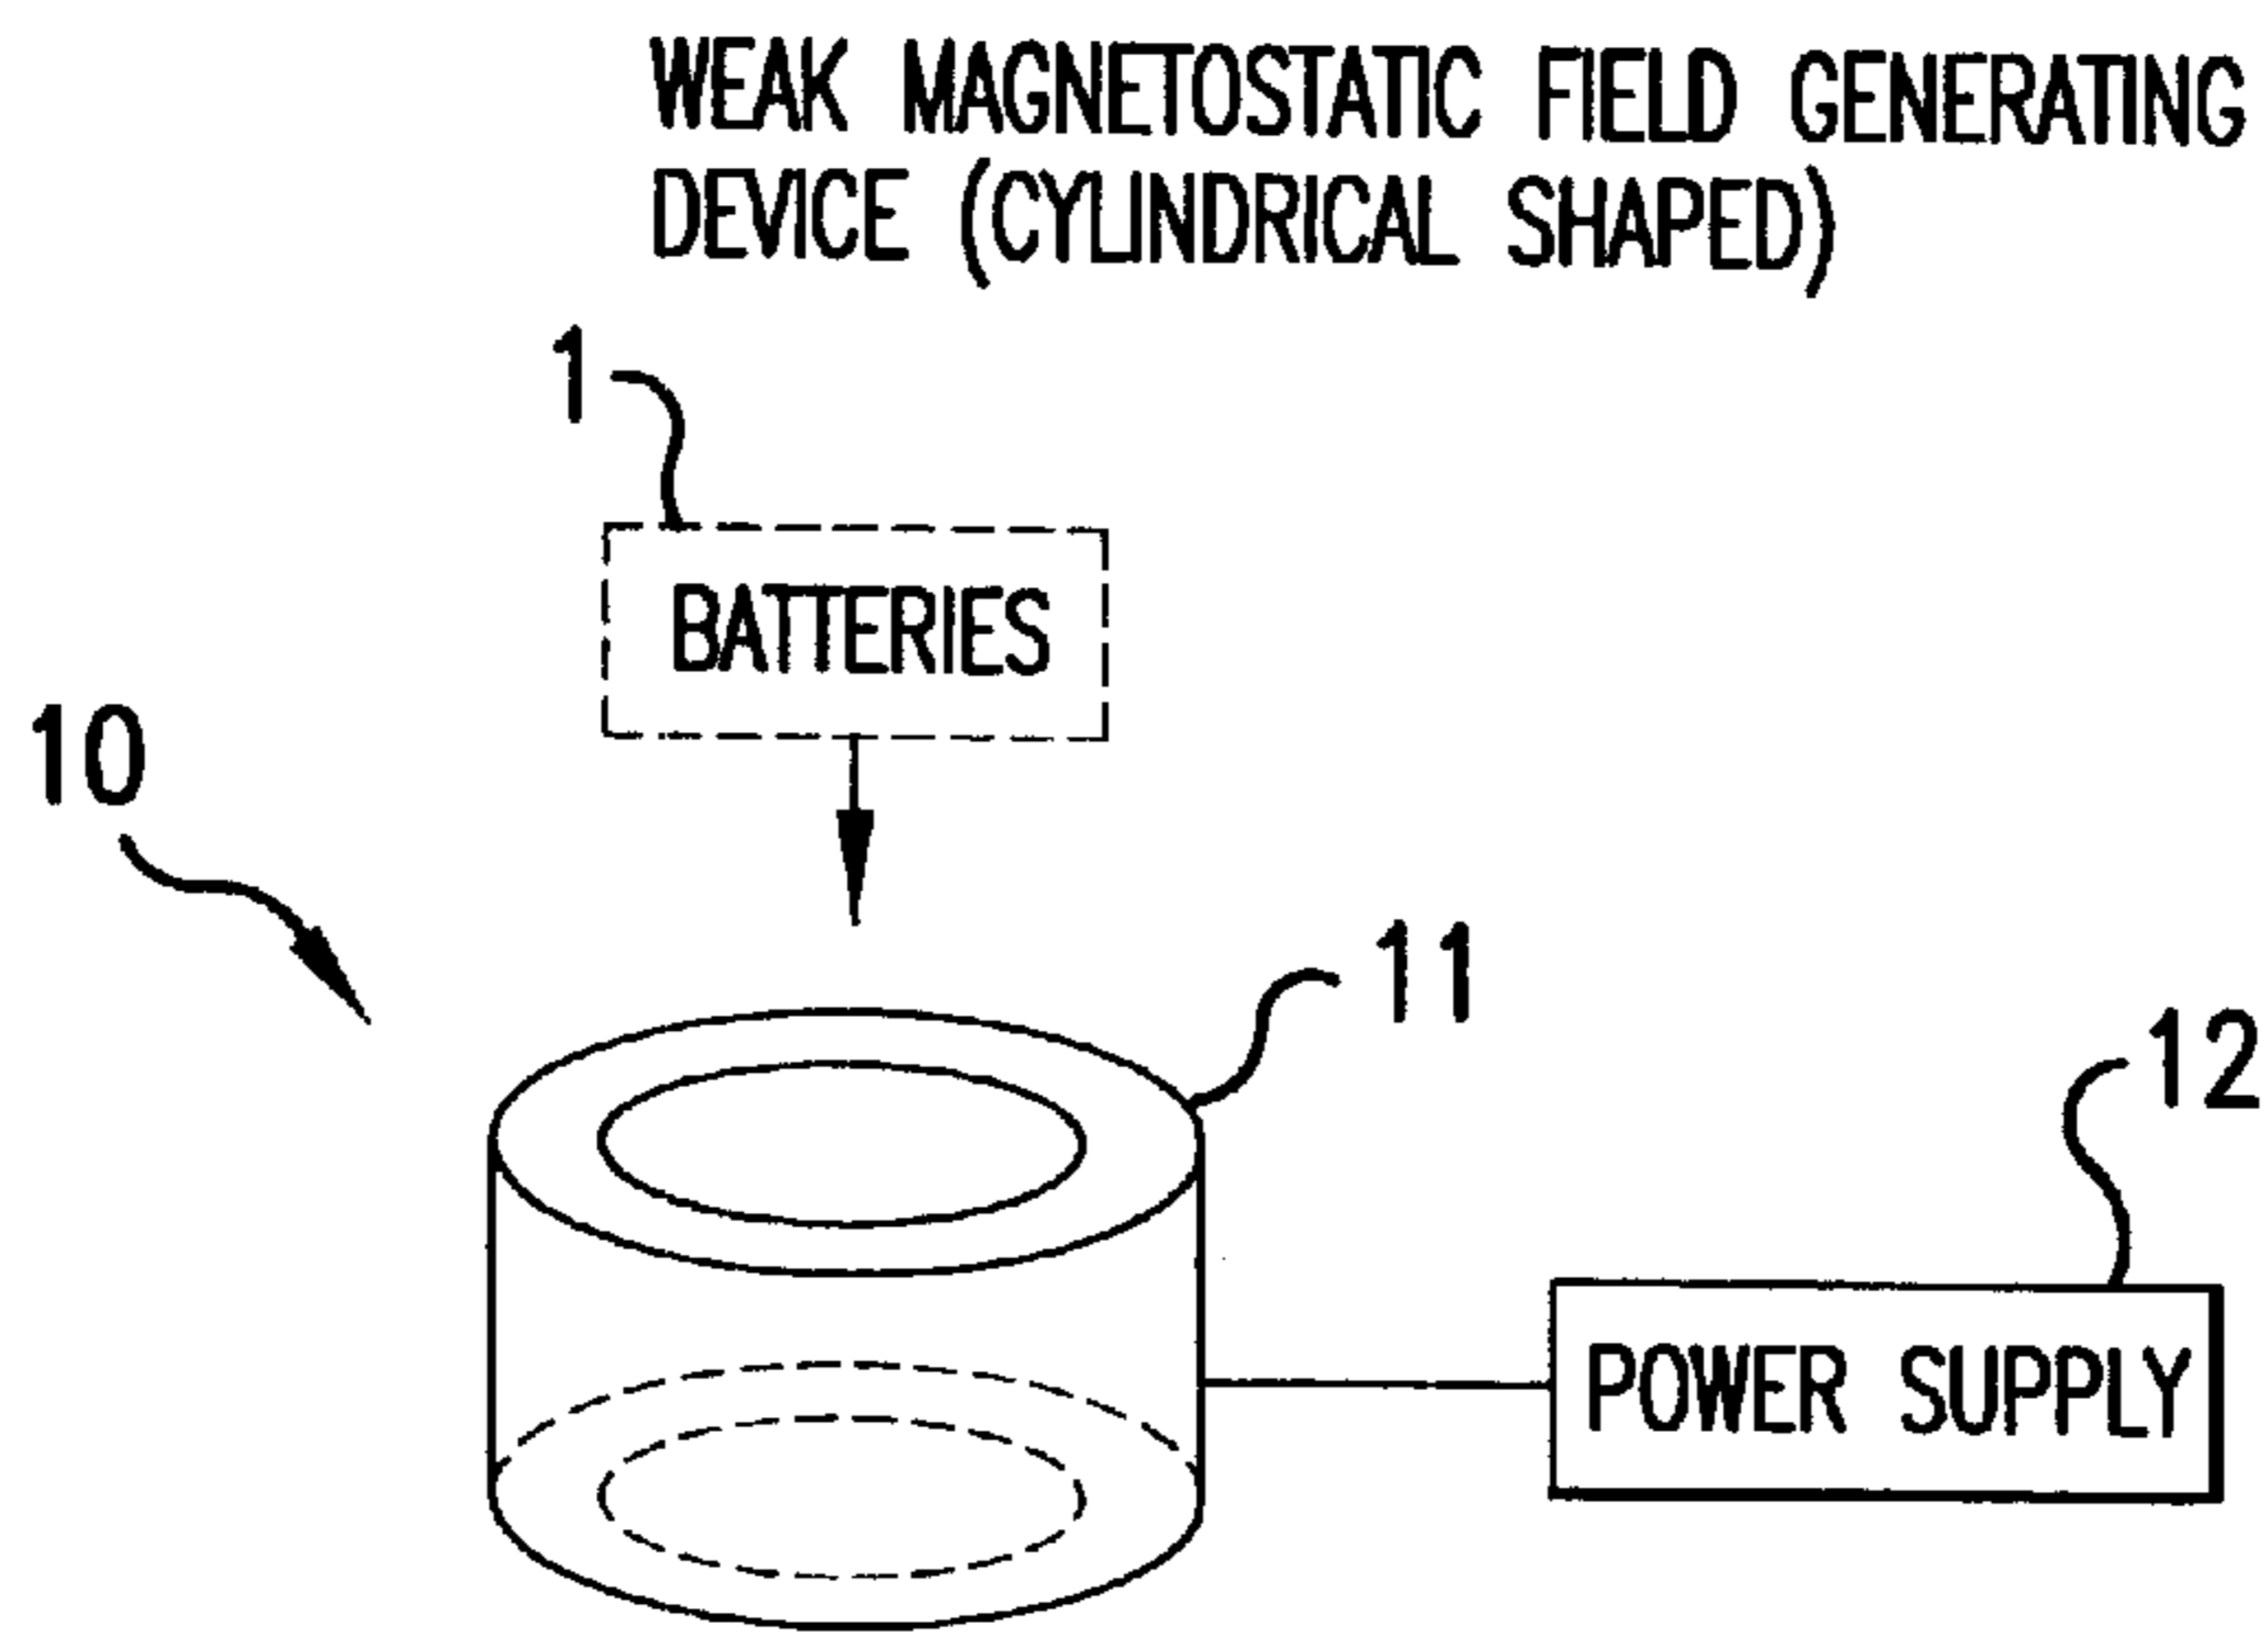 WEAK MAGNETOSTATIC FIELD GENERATING
DEVICE (CYLINDRICAL SHAPED)
1
BATTERIES
10
11
12
POWER SUPPLY